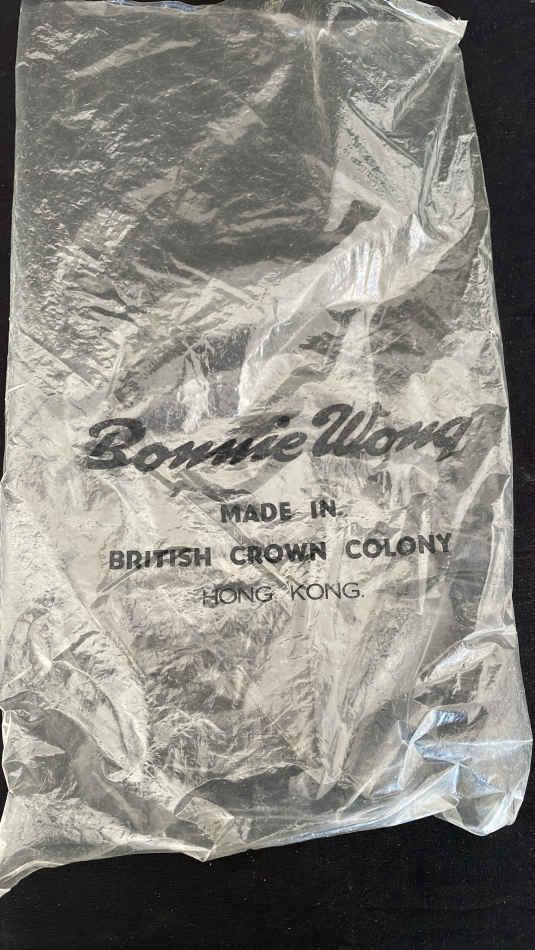 Bonnie Wong
MADE IN.
BRITISH CROWN COLONY
HONG KONG.